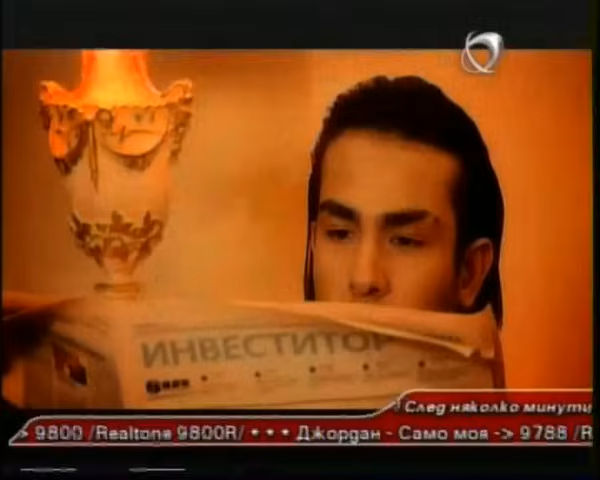 ИНВЕСТИТОР
След няколко минути
-> 9800 /Realtone 9800R/ • • • Джордан - Само моя -> 9788 /R